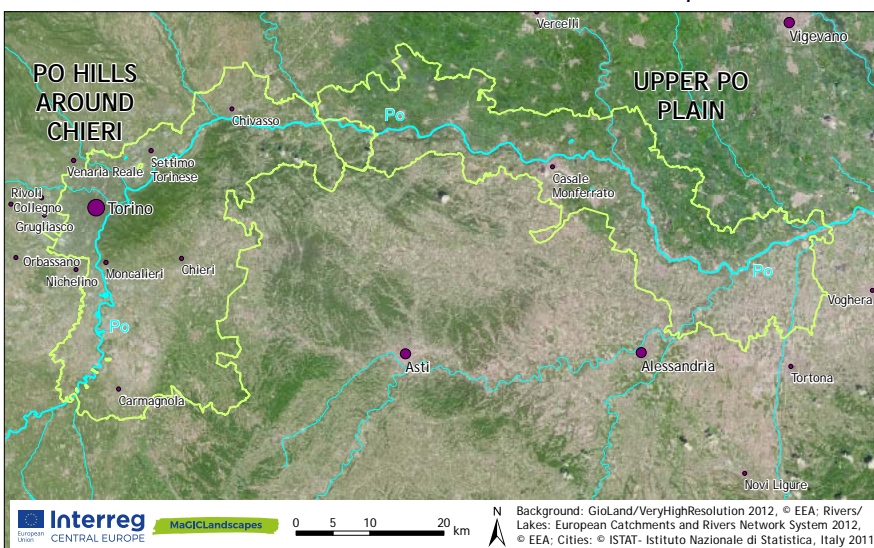 Vercelli
Vigevano
PO HILLS
AROUND
CHIERI
UPPER PO
PLAIN
Chivasso
Po
Venaria Reale
Settimo
Torinese
Casale
Monferrato
Rivoli
Collegno
Torino
Grugliasco
Orbassano
Nichelino
Moncalieri
Chieri
Po
Voghera
Po
Asti
Alessandria
Tortona
Carmagnola
Novi Ligure
European
Union
Interreg
CENTRAL EUROPE
MaGICLandscapes
0 5 10 20
km
N
Background: GioLand/VeryHighResolution 2012, © EEA; Rivers/
Lakes: European Catchments and Rivers Network System 2012,
© EEA; Cities: © ISTAT- Istituto Nazionale di Statistica, Italy 2011